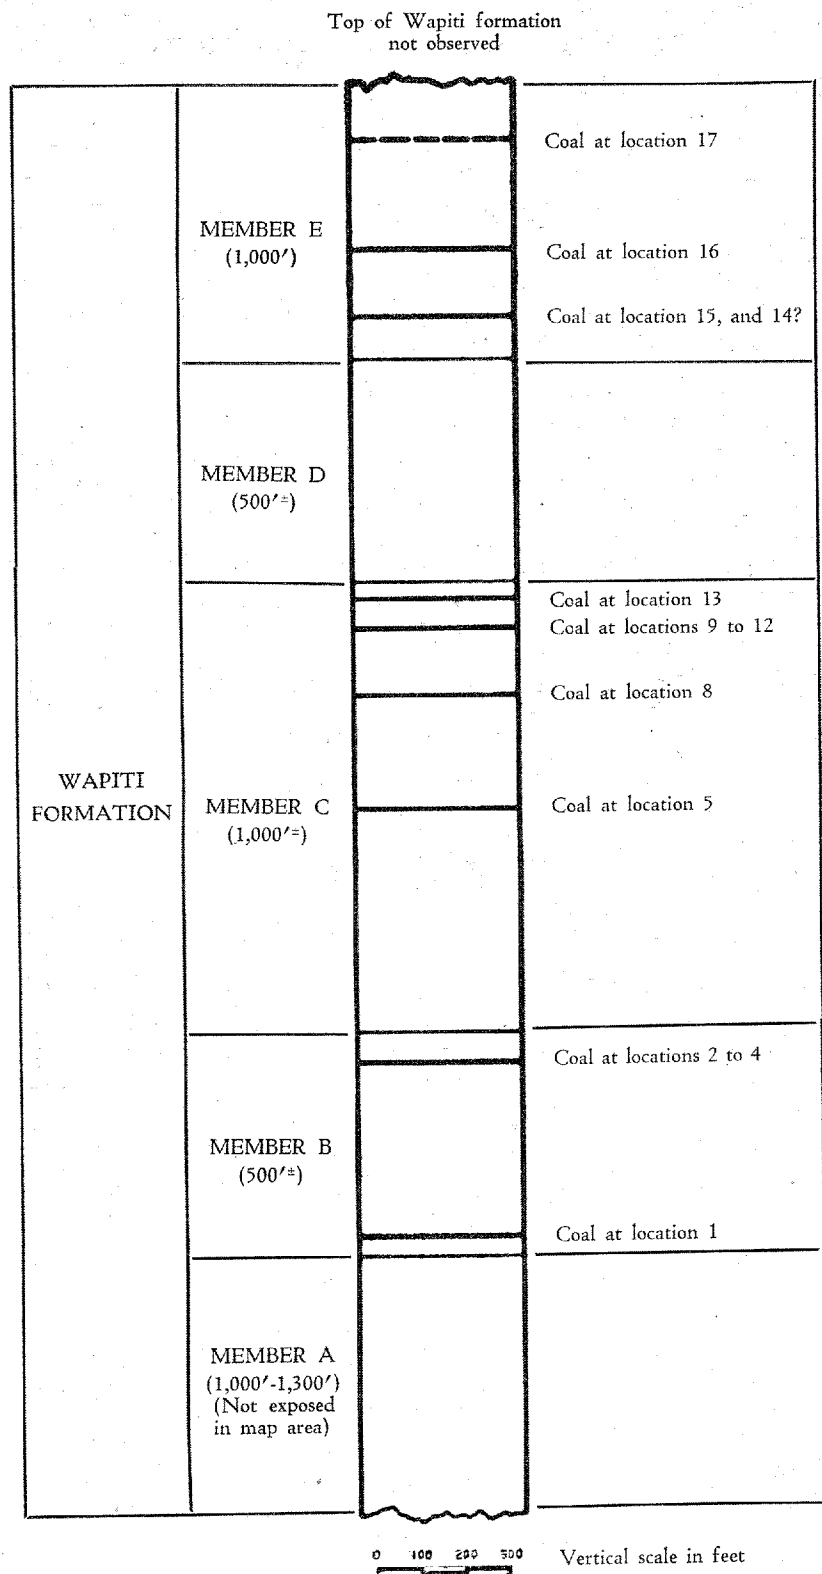 Top of Wapiti formation
not observed
Coal at location 17
MEMBER E
(1,000′)
Coal at location 16
Coal at location 15, and 14?
MEMBER D
(500′±)
Coal at location 13
Coal at locations 9 to 12
Coal at location 8
WAPITI
FORMATION
MEMBER C
(1,000′±)
Coal at location 5
Coal at locations 2 to 4
MEMBER B
(500′±)
Coal at location 1
MEMBER A
(1,000′-1,300′)
(Not exposed
in map area)
0 100 200 300 Vertical scale in feet